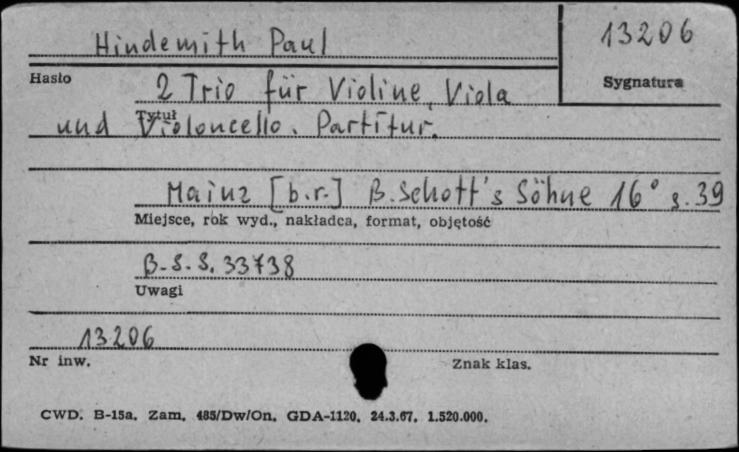 Hindemith Paul
13206
Hasło
Sygnatura
2 Trio für Violine, Viola
Tytuł
und Violoncello. Partitur.
Mainz [b.r.] B. Schott's Söhne 16° s. 39
Miejsce, rok wyd., nakładca, format, objętość
B.S.S. 33738
Uwagi
13206
Nr inw.
Znak klas.
CWD. B-15a. Zam. 485/Dw/On. GDA-1120. 24.3.67. 1.520.000.